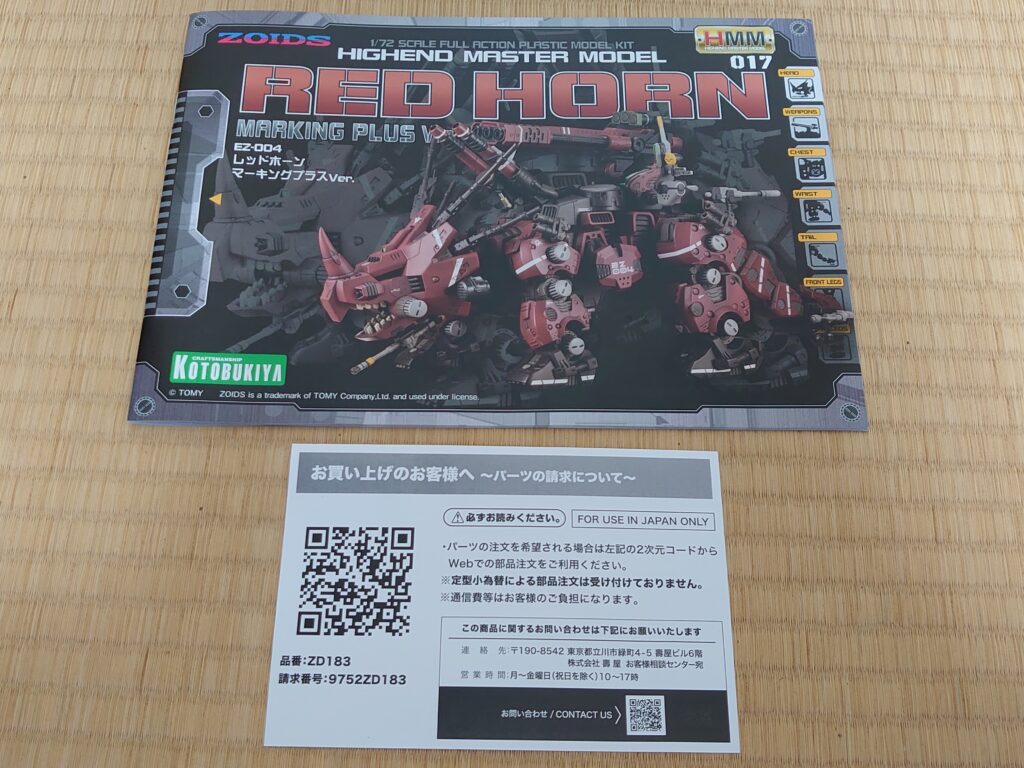 ZOIDS
1/72 SCALE FULL ACTION PLASTIC MODEL KIT
HIGHEND MASTER MODEL
HMM
HIGHEND MASTER MODEL
017
RED HORN
MARKING PLUS V
EZ-004
レッドホーン
マーキングプラスVer.
HEAD
WEAPONS
CHEST
WAIST
TAIL
FRONT LEGS
EZ
004
CRAFTSMANSHIP
KOTOBUKIYA
© TOMY ZOIDS is a trademark of TOMY Company,Ltd. and used under license.
お買い上げのお客様へ ～パーツの請求について～
必ずお読みください。
FOR USE IN JAPAN ONLY
・パーツの注文を希望される場合は左記の2次元コードから
Webでの部品注文をご利用ください。
※定型小為替による部品注文は受け付けておりません。
※通信費等はお客様のご負担になります。
品番:ZD183
請求番号:9752ZD183
この商品に関するお問い合わせは下記にお願いいたします
連絡先:〒190-8542 東京都立川市緑町4-5 壽屋ビル6階
株式会社 壽屋 お客様相談センター宛
営業時間:月〜金曜日(祝日を除く)10〜17時
お問い合わせ / CONTACT US